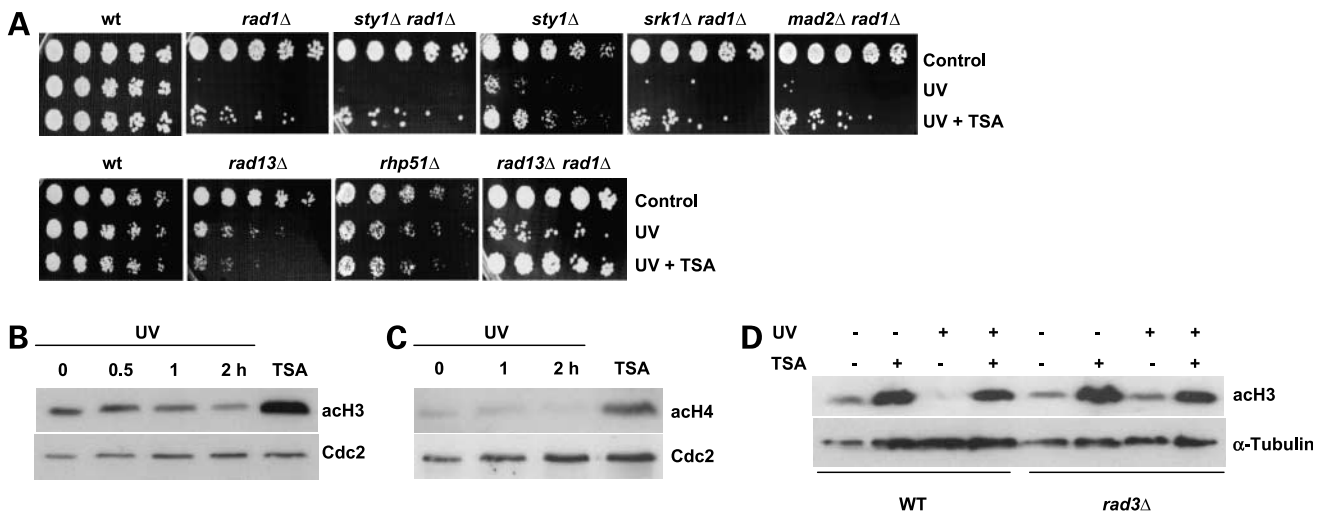 A
wt rad1Δ sty1Δ rad1Δ sty1Δ srk1Δ rad1Δ mad2Δ rad1Δ
Control
UV
UV + TSA
wt rad13Δ rhp51Δ rad13Δ rad1Δ
Control
UV
UV + TSA
B
UV
0 0.5 1 2 h TSA
acH3
Cdc2
C
UV
0 1 2 h TSA
acH4
Cdc2
D
UV - - + + - - + +
TSA - + - + - + - +
acH3
α-Tubulin
WT rad3Δ